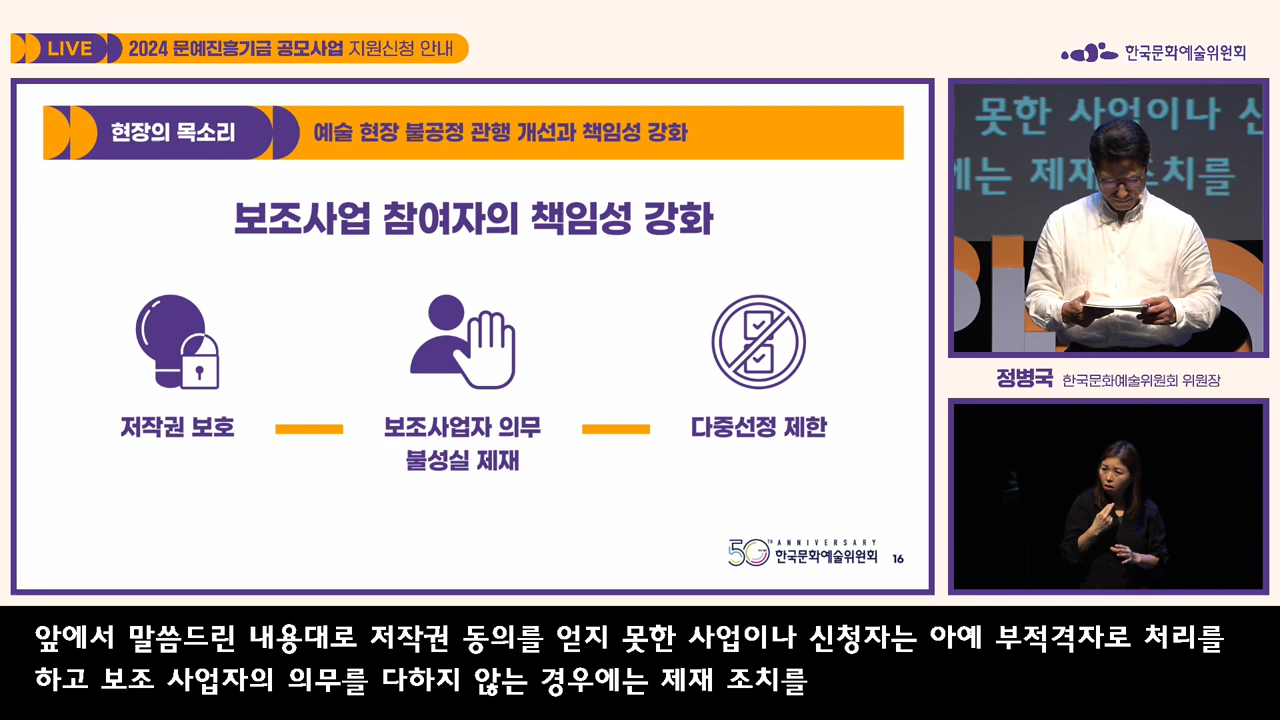 LIVE 2024 문예진흥기금 공모사업 지원신청 안내
한국문화예술위원회
현장의 목소리
예술 현장 불공정 관행 개선과 책임성 강화
보조사업 참여자의 책임성 강화
저작권 보호
보조사업자 의무
불성실 제재
다중선정 제한
50TH ANNIVERSARY
한국문화예술위원회
16
못한 사업이나 신
에는 제재 조치를
정병국 한국문화예술위원회 위원장
앞에서 말씀드린 내용대로 저작권 동의를 얻지 못한 사업이나 신청자는 아예 부적격자로 처리를
하고 보조 사업자의 의무를 다하지 않는 경우에는 제재 조치를